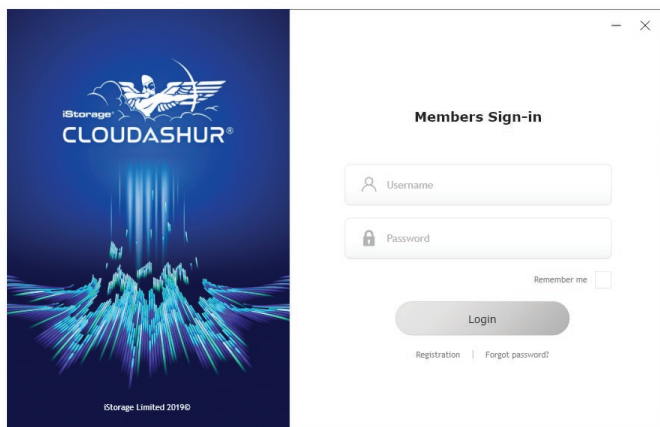 iStorage®
CLOUDASHUR®
iStorage Limited 2019©
Members Sign-in
Username
Password
Remember me
Login
Registration | Forgot password?